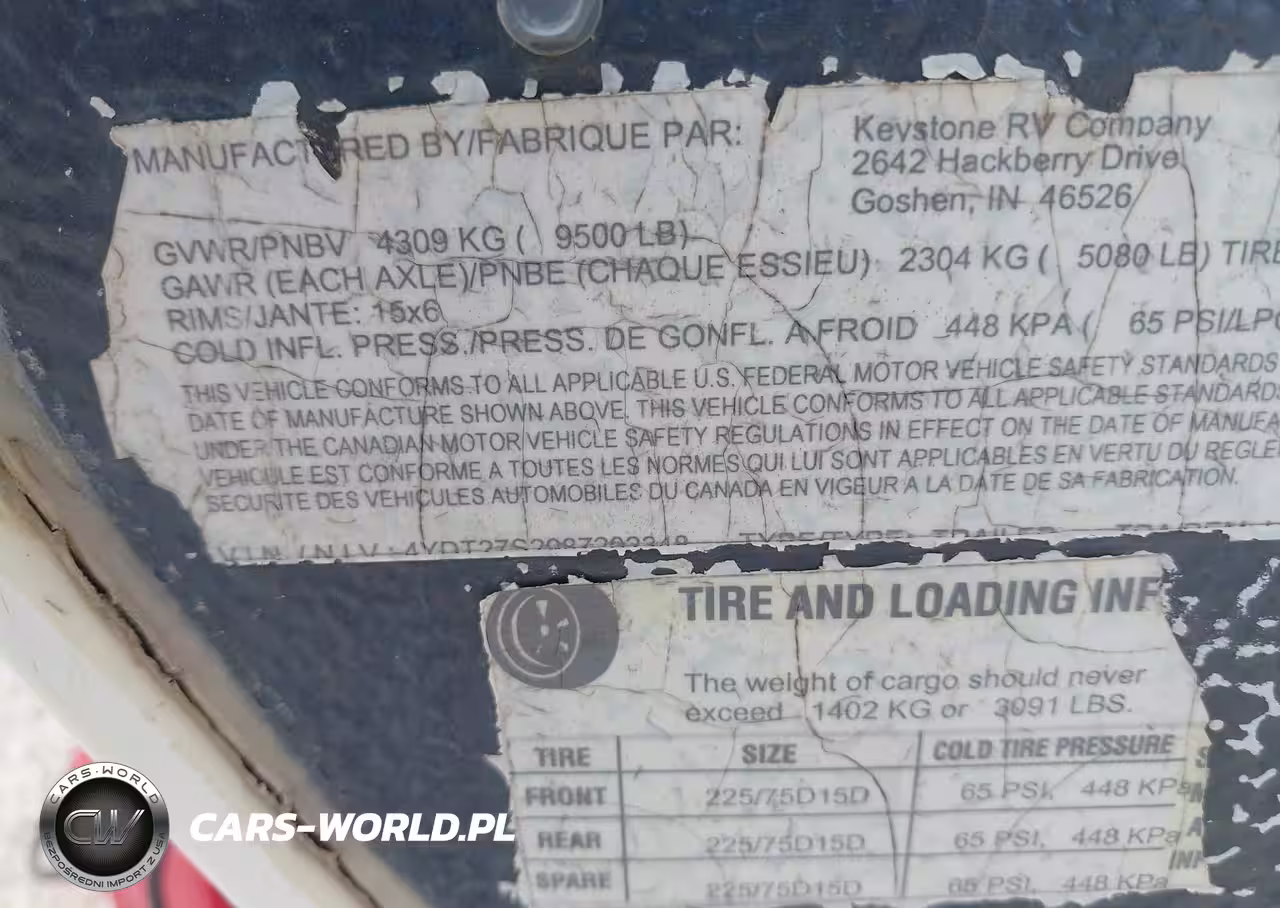 MANUFACTURED BY/FABRIQUE PAR:
Keystone RV Company
2642 Hackberry Drive
Goshen, IN 46526
GVWR/PNBV 4309 KG ( 9500 LB)
GAWR (EACH AXLE)/PNBE (CHAQUE ESSIEU) 2304 KG ( 5080 LB) TIRE
RIMS/JANTE: 15x6
COLD INFL. PRESS./PRESS. DE GONFL. A FROID 448 KPA ( 65 PSI/LPC
THIS VEHICLE CONFORMS TO ALL APPLICABLE U.S. FEDERAL MOTOR VEHICLE SAFETY STANDARDS
DATE OF MANUFACTURE SHOWN ABOVE. THIS VEHICLE CONFORMS TO ALL APPLICABLE STANDARDS
UNDER THE CANADIAN MOTOR VEHICLE SAFETY REGULATIONS IN EFFECT ON THE DATE OF MANUFA
VEHICULE EST CONFORME A TOUTES LES NORMES QUI LUI SONT APPLICABLES EN VERTU DU REGLE
SECURITE DES VEHICULES AUTOMOBILES DU CANADA EN VIGEUR A LA DATE DE SA FABRICATION.
V.I.N. / N.I.V.:
TIRE AND LOADING INF
The weight of cargo should never
exceed 1402 KG or 3091 LBS.
TIRE SIZE COLD TIRE PRESSURE
FRONT 225/75D15D 65 PSI, 448 KPa
REAR 225/75D15D 65 PSI, 448 KPa
SPARE 225/75D15D 65 PSI, 448 KPa
CARS-WORLD
CW
BEZPOŚREDNI IMPORT Z USA
CARS-WORLD.PL